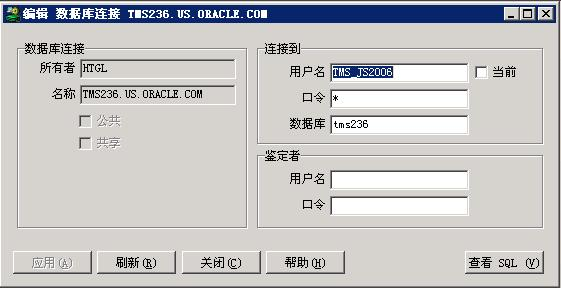 编辑 数据库连接 TMS236.US.ORACLE.COM
数据库连接
所有者 HTGL
名称 TMS236.US.ORACLE.COM
公共
共享
连接到
用户名 TMS_JS2006 当前
口令 *
数据库 tms236
鉴定者
用户名
口令
应用(A) 刷新(R) 关闭(C) 帮助(H) 查看 SQL (V)